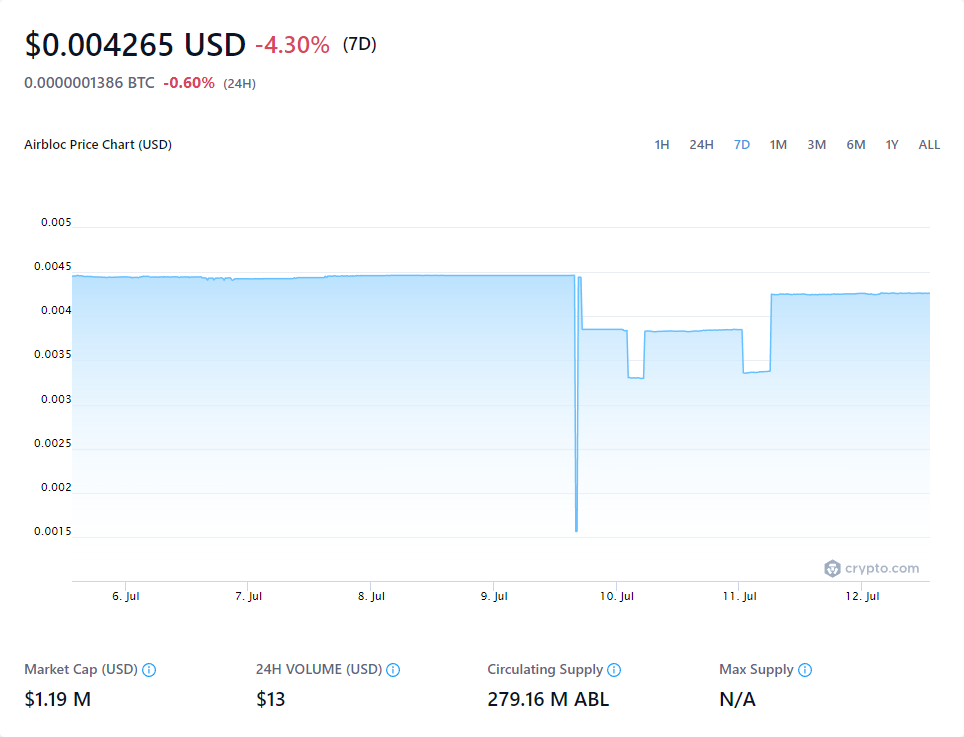 $0.004265 USD -4.30% (7D)
0.0000001386 BTC -0.60% (24H)
Airbloc Price Chart (USD) 1H 24H 7D 1M 3M 6M 1Y ALL
0.005
0.0045
0.004
0.0035
0.003
0.0025
0.002
0.0015
crypto.com
6. Jul 7. Jul 8. Jul 9. Jul 10. Jul 11. Jul 12. Jul
Market Cap (USD) 24H VOLUME (USD) Circulating Supply Max Supply
$1.19 M $13 279.16 M ABL N/A